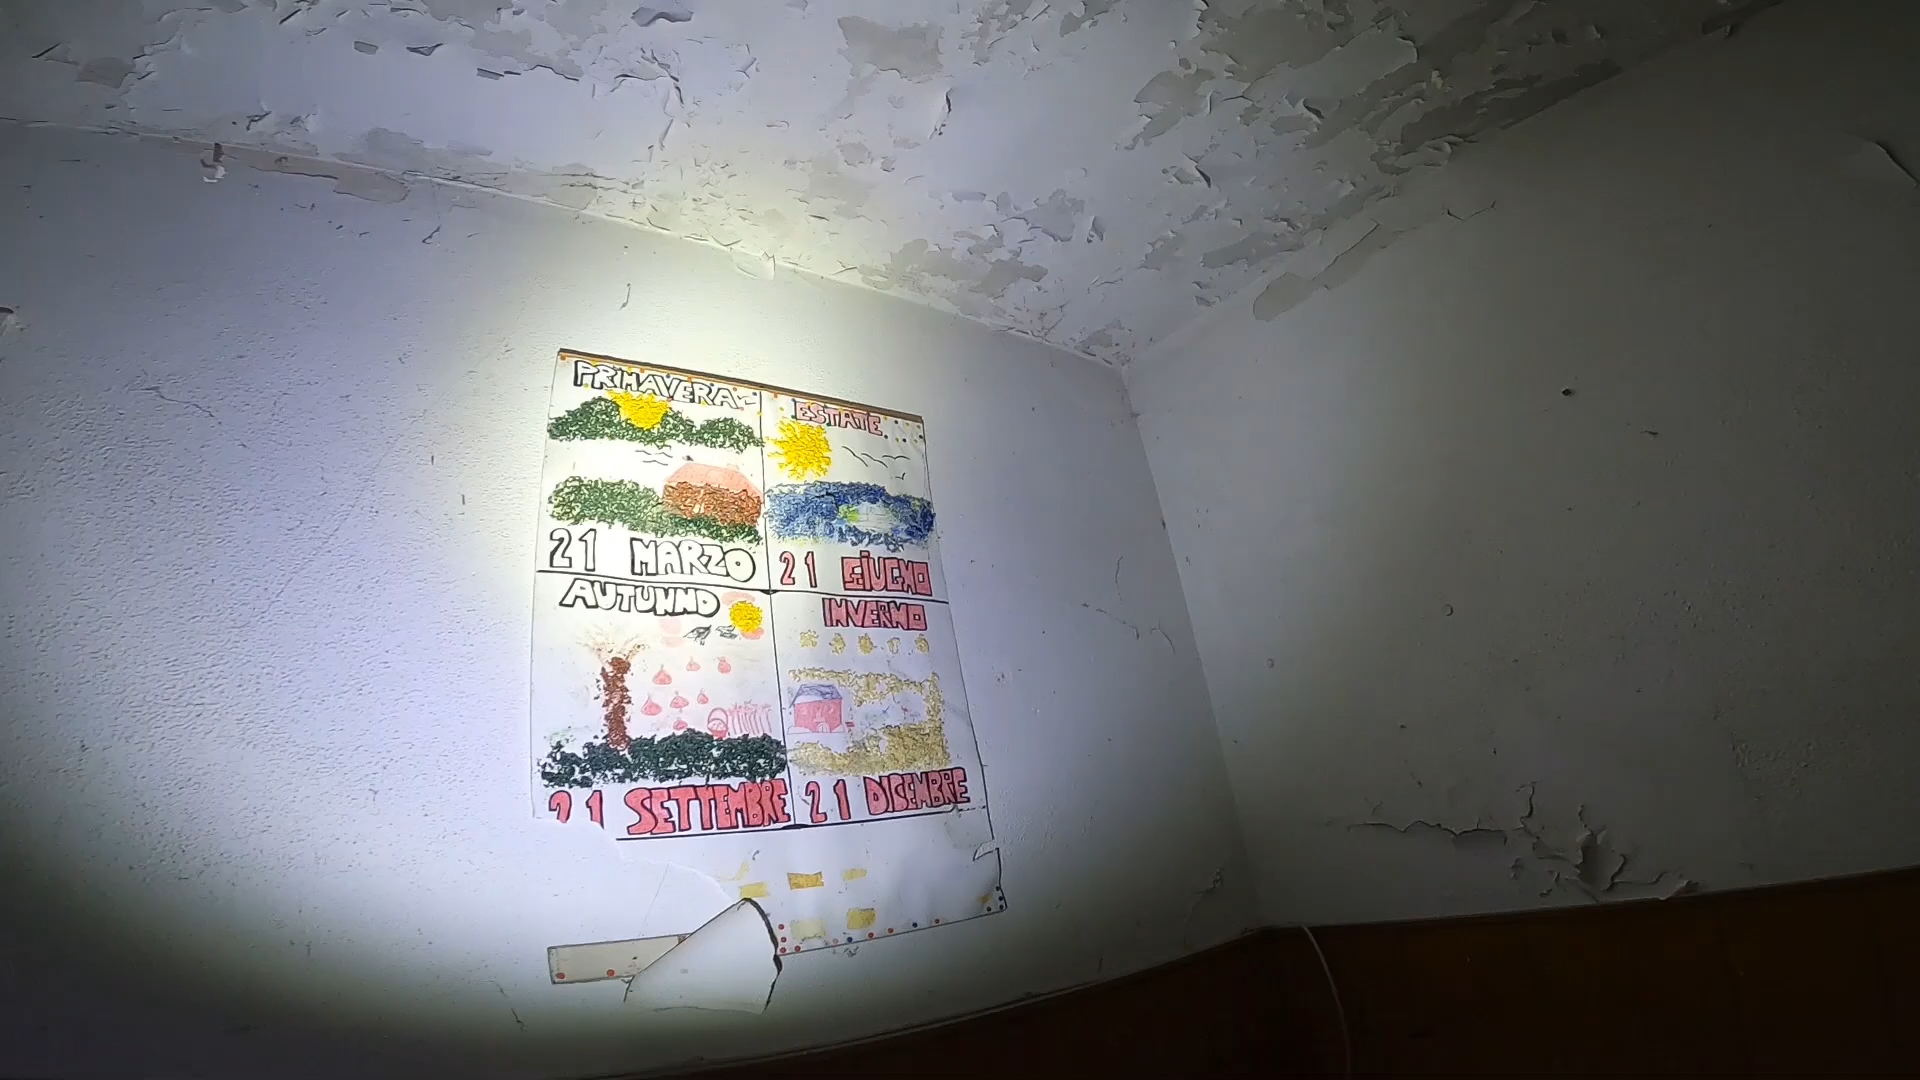 PRIMAVERA
ESTATE
21 MARZO
21 GIUGNO
AUTUNNO
INVERNO
21 SETTEMBRE
21 DICEMBRE